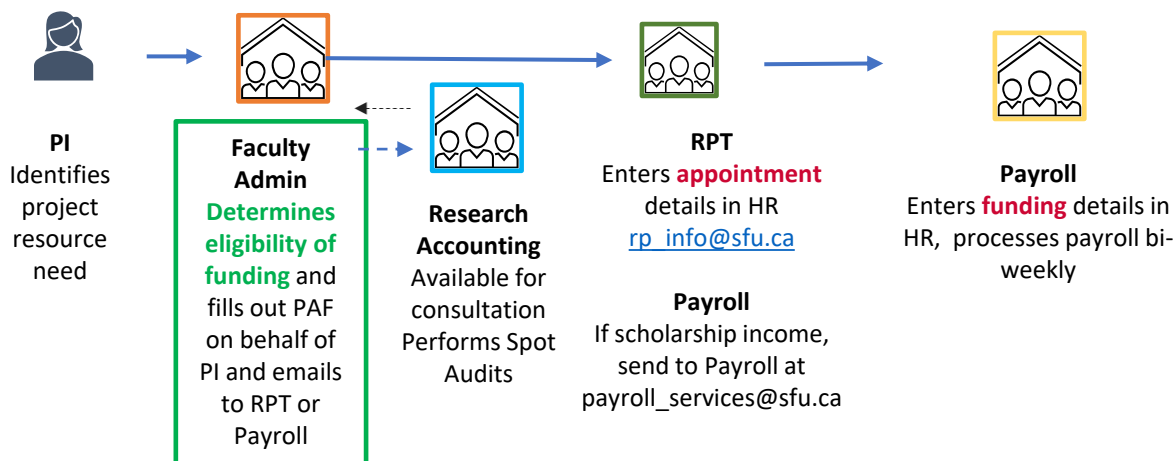 PI
Identifies
project
resource
need
Faculty
Admin
Determines
eligibility of
funding and
fills out PAF
on behalf of
PI and emails
to RPT or
Payroll
Research
Accounting
Available for
consultation
Performs Spot
Audits
RPT
Enters appointment
details in HR
rp_info@sfu.ca
Payroll
If scholarship income,
send to Payroll at
payroll_services@sfu.ca
Payroll
Enters funding details in
HR, processes payroll bi-
weekly